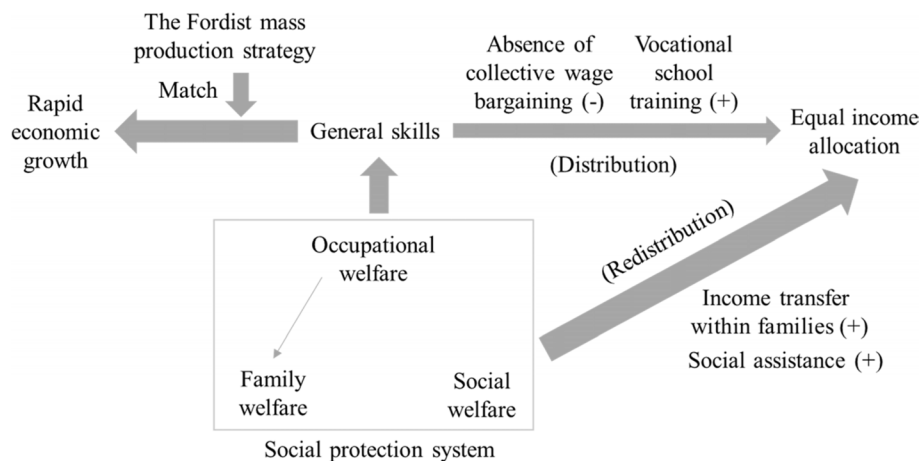 The Fordist mass
production strategy
Match
Rapid
economic
growth
General skills
Absence of
collective wage
bargaining (-)
Vocational
school
training (+)
(Distribution)
Equal income
allocation
Occupational
welfare
Family
welfare
Social
welfare
Social protection system
(Redistribution)
Income transfer
within families (+)
Social assistance (+)